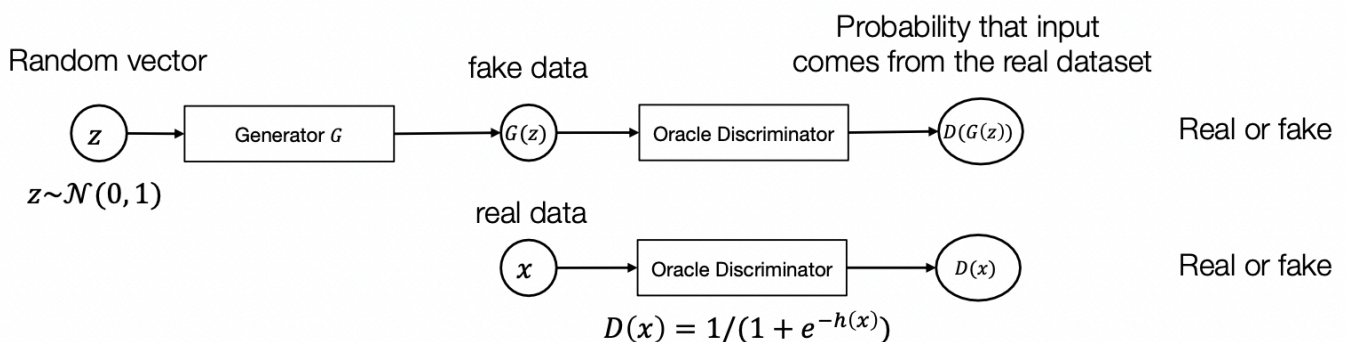 Probability that input
comes from the real dataset
Random vector
fake data
z
Generator G
G(z)
Oracle Discriminator
D(G(z))
Real or fake
z~𝒩(0, 1)
real data
x
Oracle Discriminator
D(x)
Real or fake
D(x) = 1/(1 + e^{-h(x)})